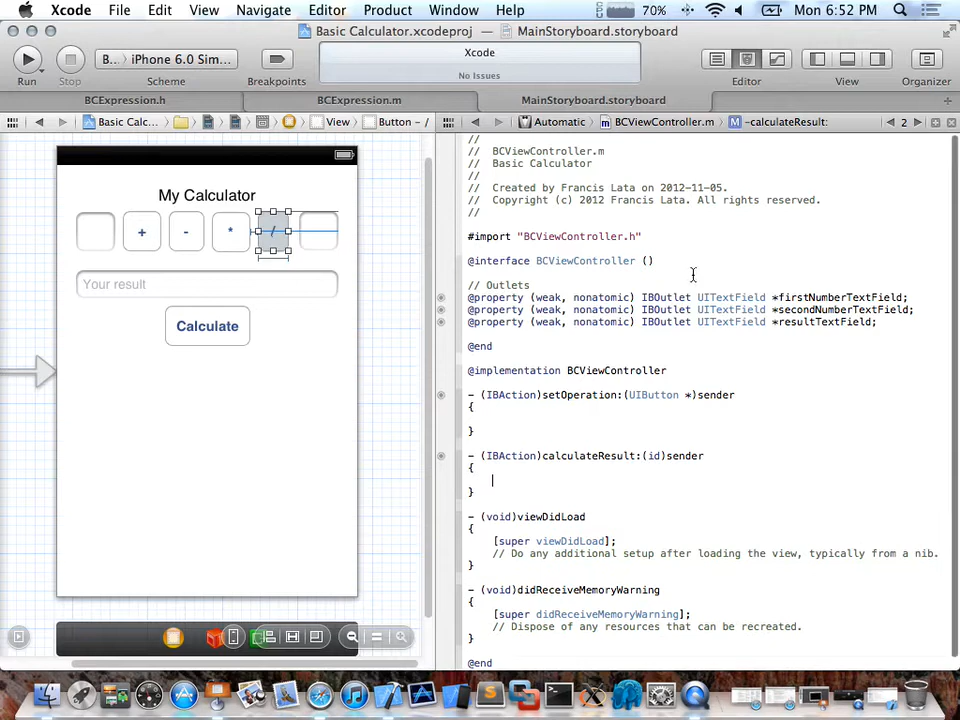 Xcode File Edit View Navigate Editor Product Window Help 70% Mon 6:52 PM
Basic Calculator.xcodeproj — MainStoryboard.storyboard
B... iPhone 6.0 Sim... Xcode
No Issues
Run Stop Scheme Breakpoints Editor View Organizer
BCExpression.h BCExpression.m MainStoryboard.storyboard
Basic Calc... View Button - / Automatic BCViewController.m M -calculateResult: 2
My Calculator
+ - * /
Your result
Calculate
//
// BCViewController.m
// Basic Calculator
//
// Created by Francis Lata on 2012-11-05.
// Copyright (c) 2012 Francis Lata. All rights reserved.
//
#import "BCViewController.h"
@interface BCViewController ()
// Outlets
@property (weak, nonatomic) IBOutlet UITextField *firstNumberTextField;
@property (weak, nonatomic) IBOutlet UITextField *secondNumberTextField;
@property (weak, nonatomic) IBOutlet UITextField *resultTextField;
@end
@implementation BCViewController
- (IBAction)setOperation:(UIButton *)sender
{
}
- (IBAction)calculateResult:(id)sender
{
}
- (void)viewDidLoad
{
[super viewDidLoad];
// Do any additional setup after loading the view, typically from a nib.
}
- (void)didReceiveMemoryWarning
{
[super didReceiveMemoryWarning];
// Dispose of any resources that can be recreated.
}
@end